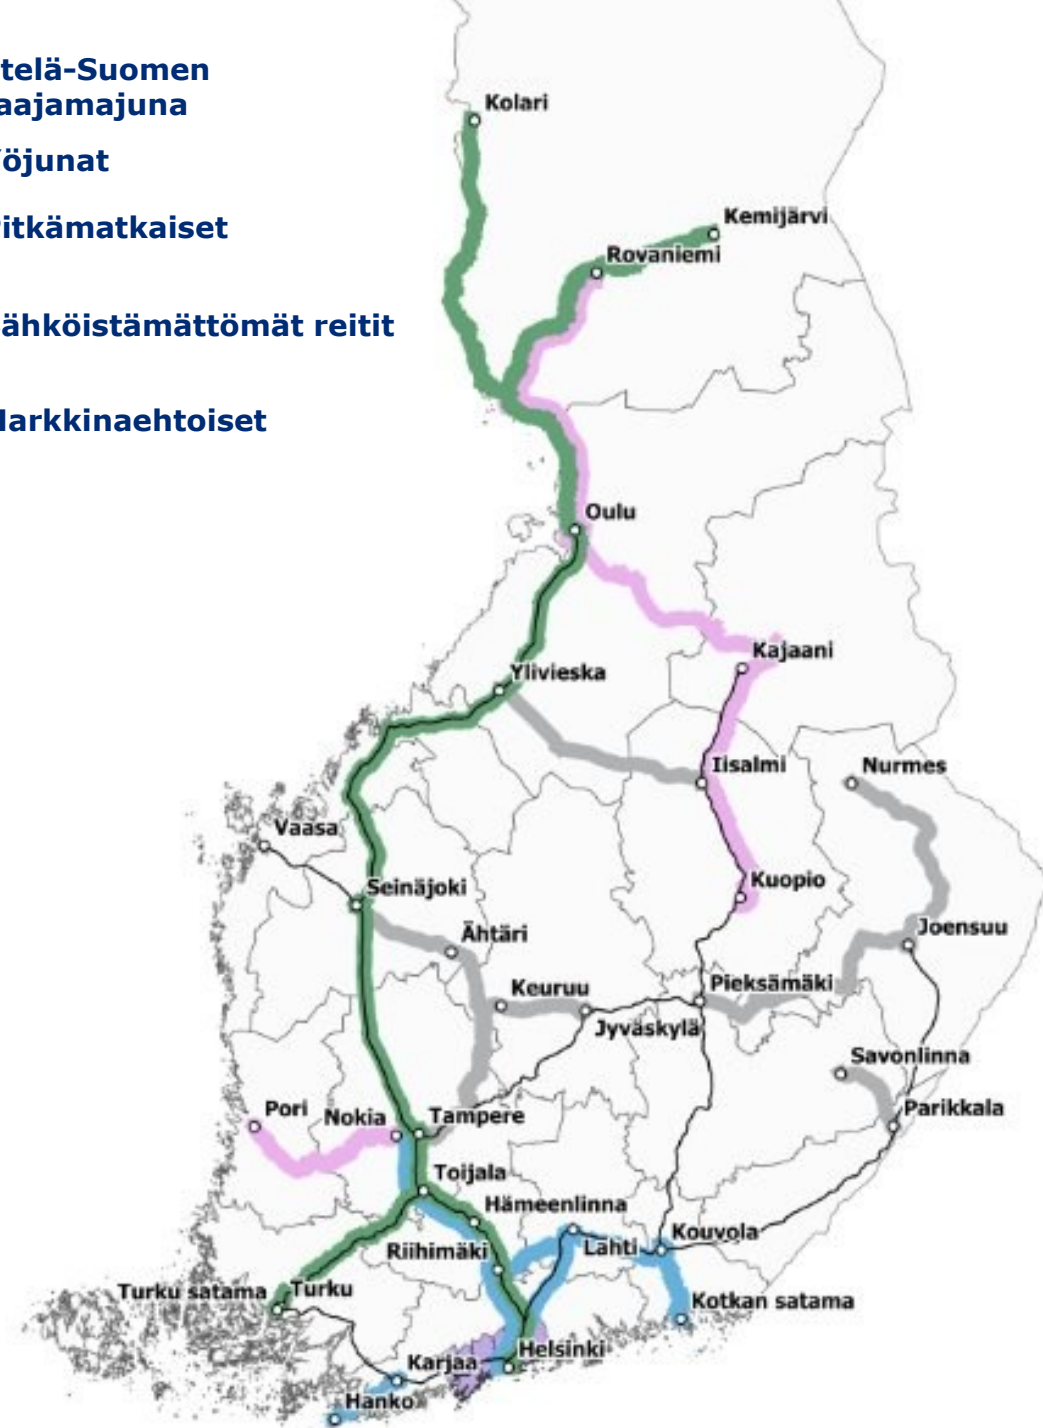 telä-Suomen
aajamajuna
öjunat
itkämatkaiset
ähköistämättömät reitit
arkkinaehtoiset
Kolari
Kemijärvi
Rovaniemi
Oulu
Kajaani
Ylivieska
Iisalmi
Nurmes
Vaasa
Kuopio
Seinäjoki
Joensuu
Ähtäri
Keuruu
Pieksämäki
Jyväskylä
Savonlinna
Pori
Nokia
Tampere
Parikkala
Toijala
Hämeenlinna
Kouvola
Riihimäki
Lahti
Turku satama
Turku
Kotkan satama
Helsinki
Karjaa
Hanko